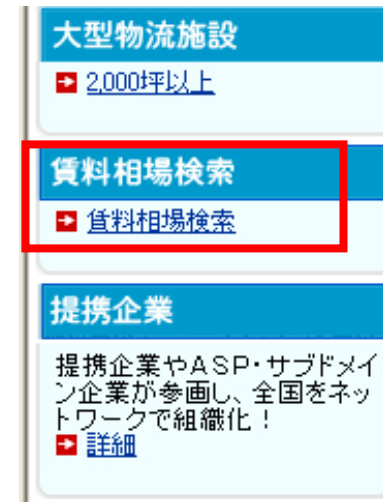 大型物流施設
2,000坪以上
賃料相場検索
賃料相場検索
提携企業
提携企業やASP・サブドメイ
ン企業が参画し、全国をネッ
トワークで組織化！
詳細